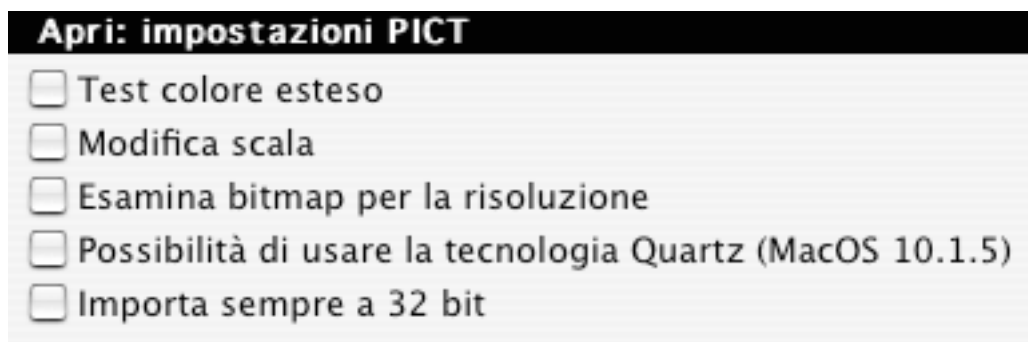 Apri: impostazioni PICT
Test colore esteso
Modifica scala
Esamina bitmap per la risoluzione
Possibilità di usare la tecnologia Quartz (MacOS 10.1.5)
Importa sempre a 32 bit